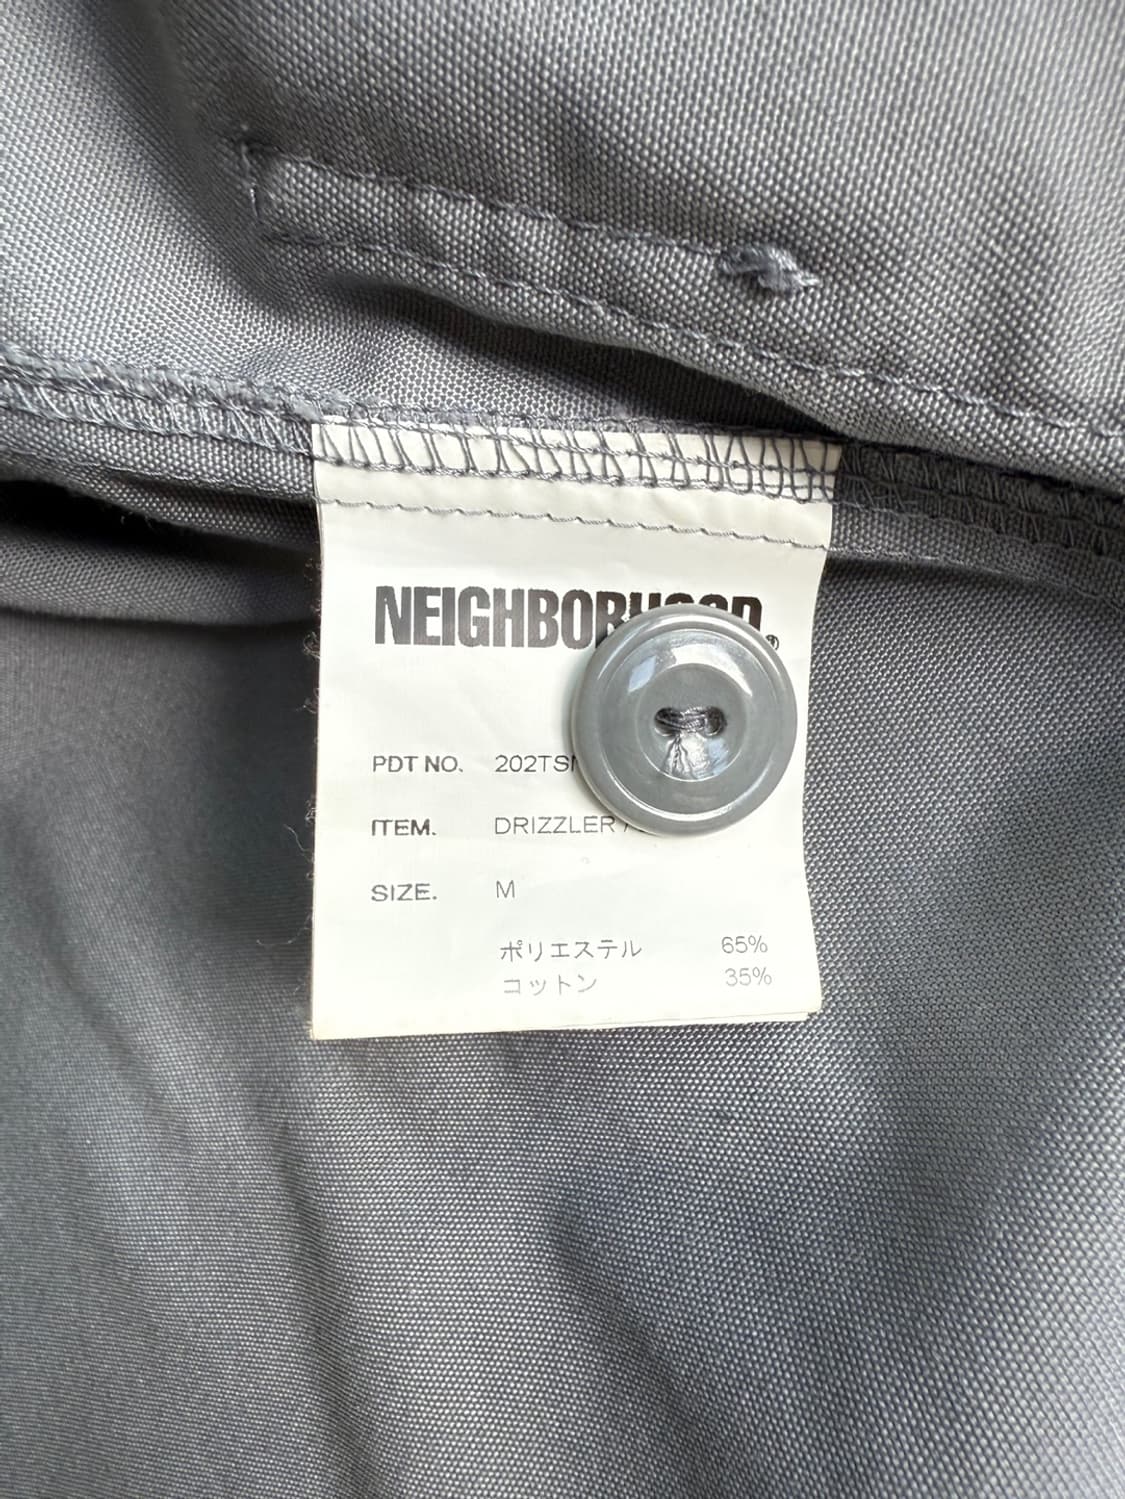 NEIGHBORHOOD®
PDT NO. 202TS
ITEM. DRIZZLER /
SIZE. M
ポリエステル 65%
コットン 35%